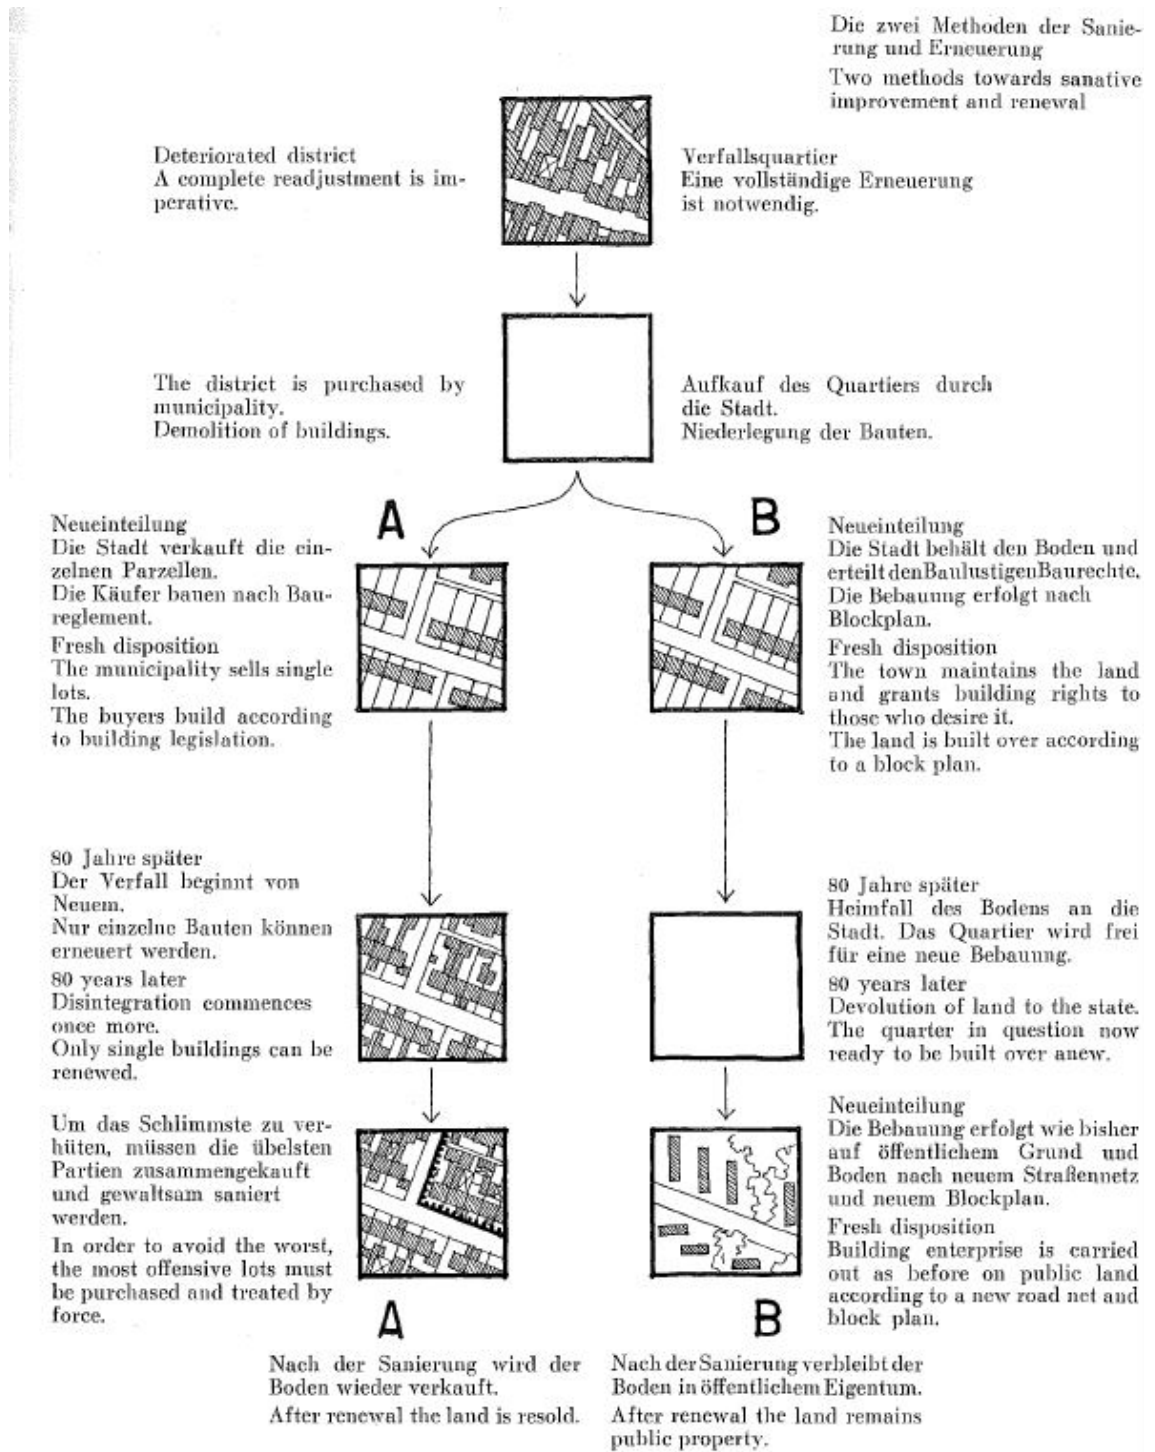 Die zwei Methoden der Sanie-
rung und Erneuerung
Two methods towards sanative
improvement and renewal
Deteriorated district
A complete readjustment is im-
perative.
Verfallsquartier
Eine vollständige Erneuerung
ist notwendig.
The district is purchased by
municipality.
Demolition of buildings.
Aufkauf des Quartiers durch
die Stadt.
Niederlegung der Bauten.
A
Neueinteilung
Die Stadt verkauft die ein-
zelnen Parzellen.
Die Käufer bauen nach Bau-
reglement.
Fresh disposition
The municipality sells single
lots.
The buyers build according
to building legislation.
B
Neueinteilung
Die Stadt behält den Boden und
erteilt den Baulustigen Baurechte.
Die Bebauung erfolgt nach
Blockplan.
Fresh disposition
The town maintains the land
and grants building rights to
those who desire it.
The land is built over according
to a block plan.
80 Jahre später
Der Verfall beginnt von
Neuem.
Nur einzelne Bauten können
erneuert werden.
80 years later
Disintegration commences
once more.
Only single buildings can be
renewed.
80 Jahre später
Heimfall des Bodens an die
Stadt. Das Quartier wird frei
für eine neue Bebauung.
80 years later
Devolution of land to the state.
The quarter in question now
ready to be built over anew.
Um das Schlimmste zu ver-
hüten, müssen die übelsten
Partien zusammengekauft
und gewaltsam saniert
werden.
In order to avoid the worst,
the most offensive lots must
be purchased and treated by
force.
Neueinteilung
Die Bebauung erfolgt wie bisher
auf öffentlichem Grund und
Boden nach neuem Straßennetz
und neuem Blockplan.
Fresh disposition
Building enterprise is carried
out as before on public land
according to a new road net and
block plan.
A
Nach der Sanierung wird der
Boden wieder verkauft.
After renewal the land is resold.
B
Nach der Sanierung verbleibt der
Boden in öffentlichem Eigentum.
After renewal the land remains
public property.